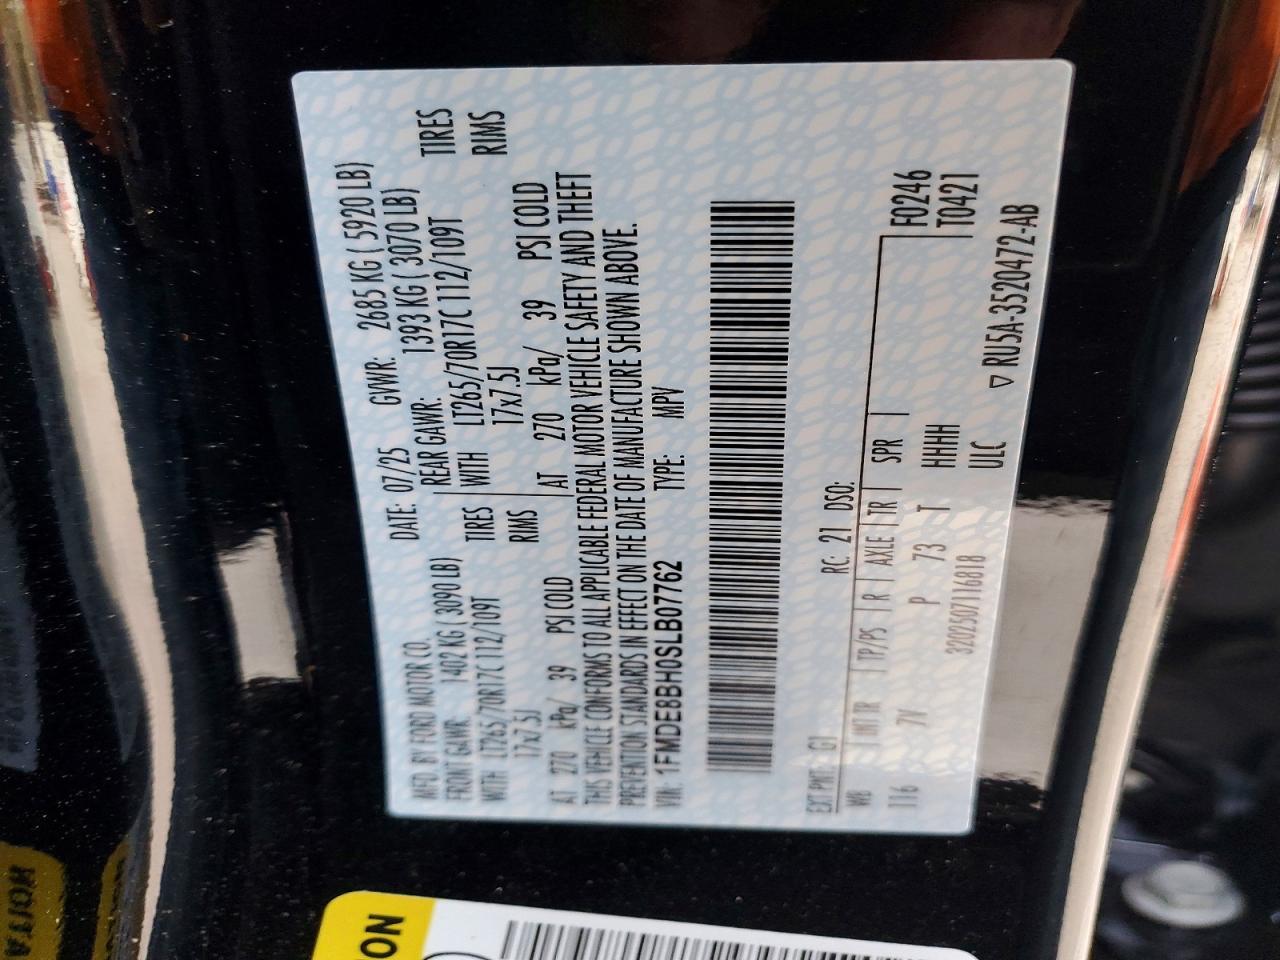 MFD. BY FORD MOTOR CO.
DATE: 07/25 GVWR: 2685 KG ( 5920 LB)
FRONT GAWR: 1402 KG ( 3090 LB) REAR GAWR: 1393 KG ( 3070 LB)
WITH LT265/70R17C 112/109T TIRES WITH LT265/70R17C 112/109T TIRES
17x7.5J RIMS 17x7.5J RIMS
AT 270 kPa/ 39 PSI COLD AT 270 kPa/ 39 PSI COLD
THIS VEHICLE CONFORMS TO ALL APPLICABLE FEDERAL MOTOR VEHICLE SAFETY AND THEFT
PREVENTION STANDARDS IN EFFECT ON THE DATE OF MANUFACTURE SHOWN ABOVE.
VIN: 1FMDE8BH0SLB07762 TYPE: MPV
EXT PNT: G1 RC: 21 DSO:
WB INT TR TP/PS R AXLE TR SPR F0246
116 7V P 73 T HHHH T0421
3202507116818 ULC
RU5A-3520472-AB